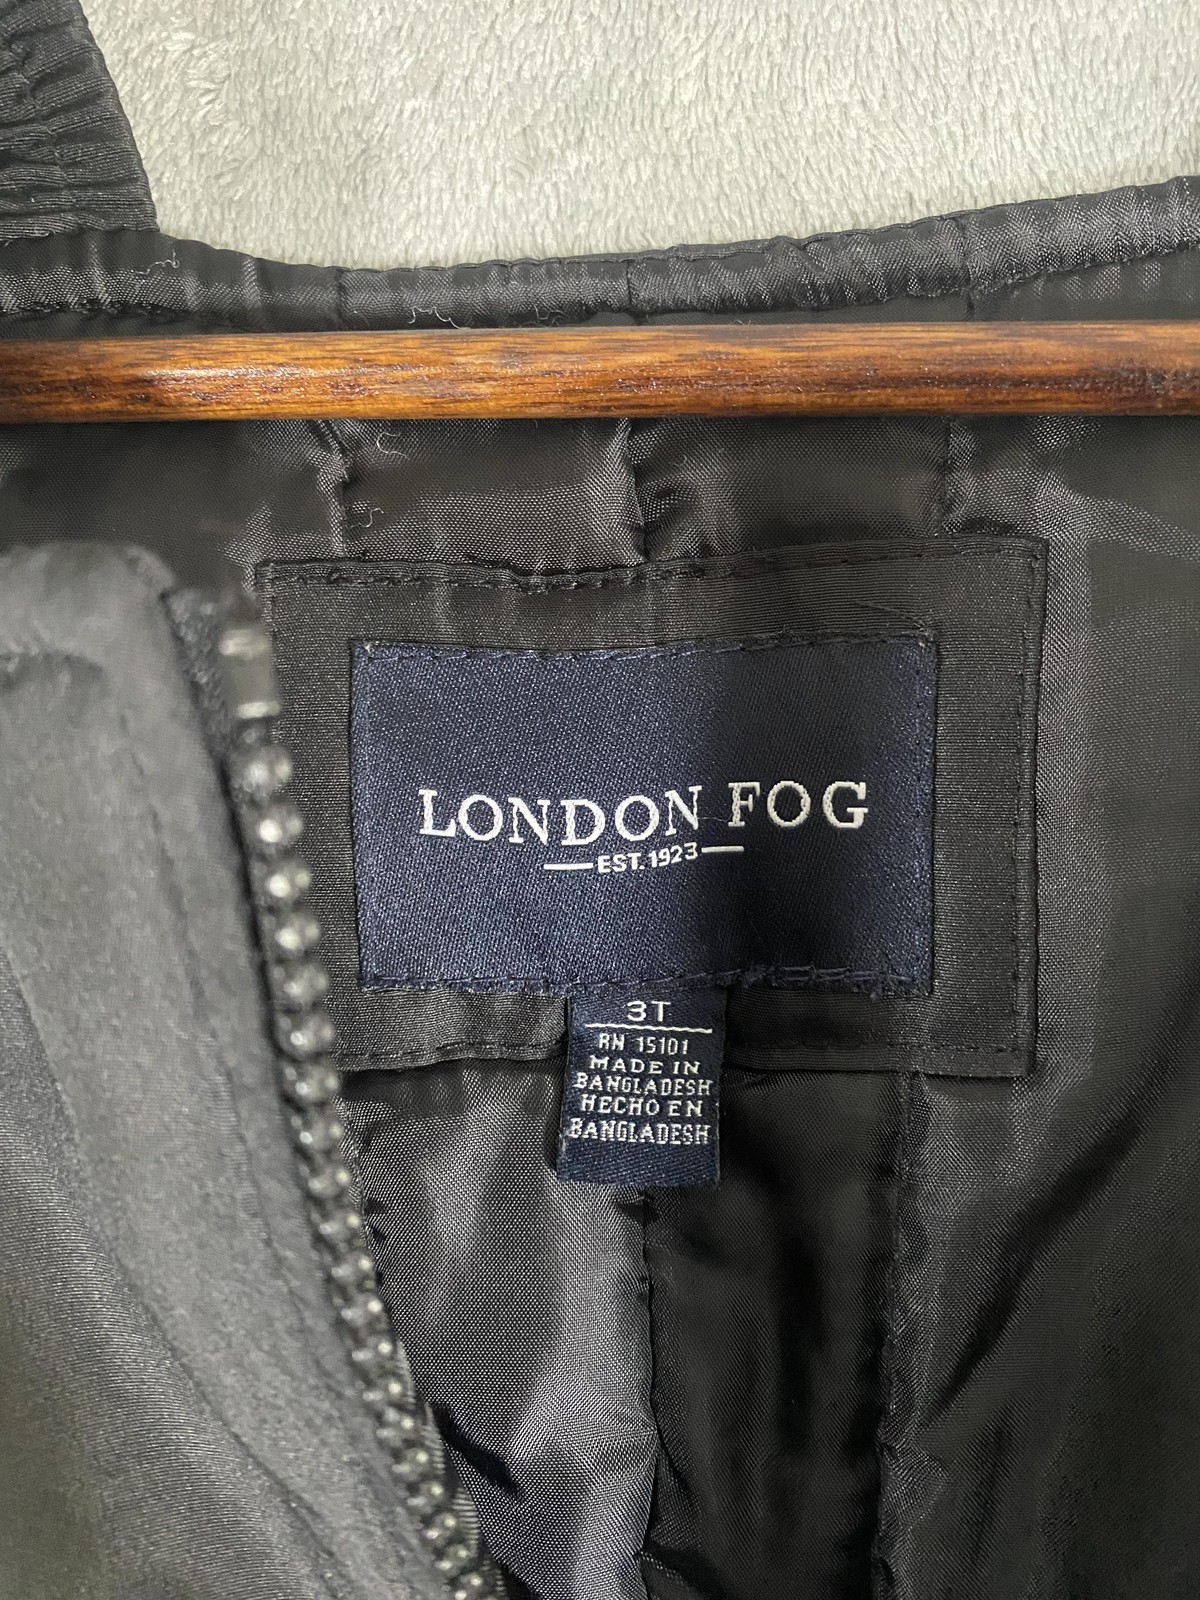 LONDON FOG
EST. 1923
3T
RN 15101
MADE IN
BANGLADESH
HECHO EN
BANGLADESH